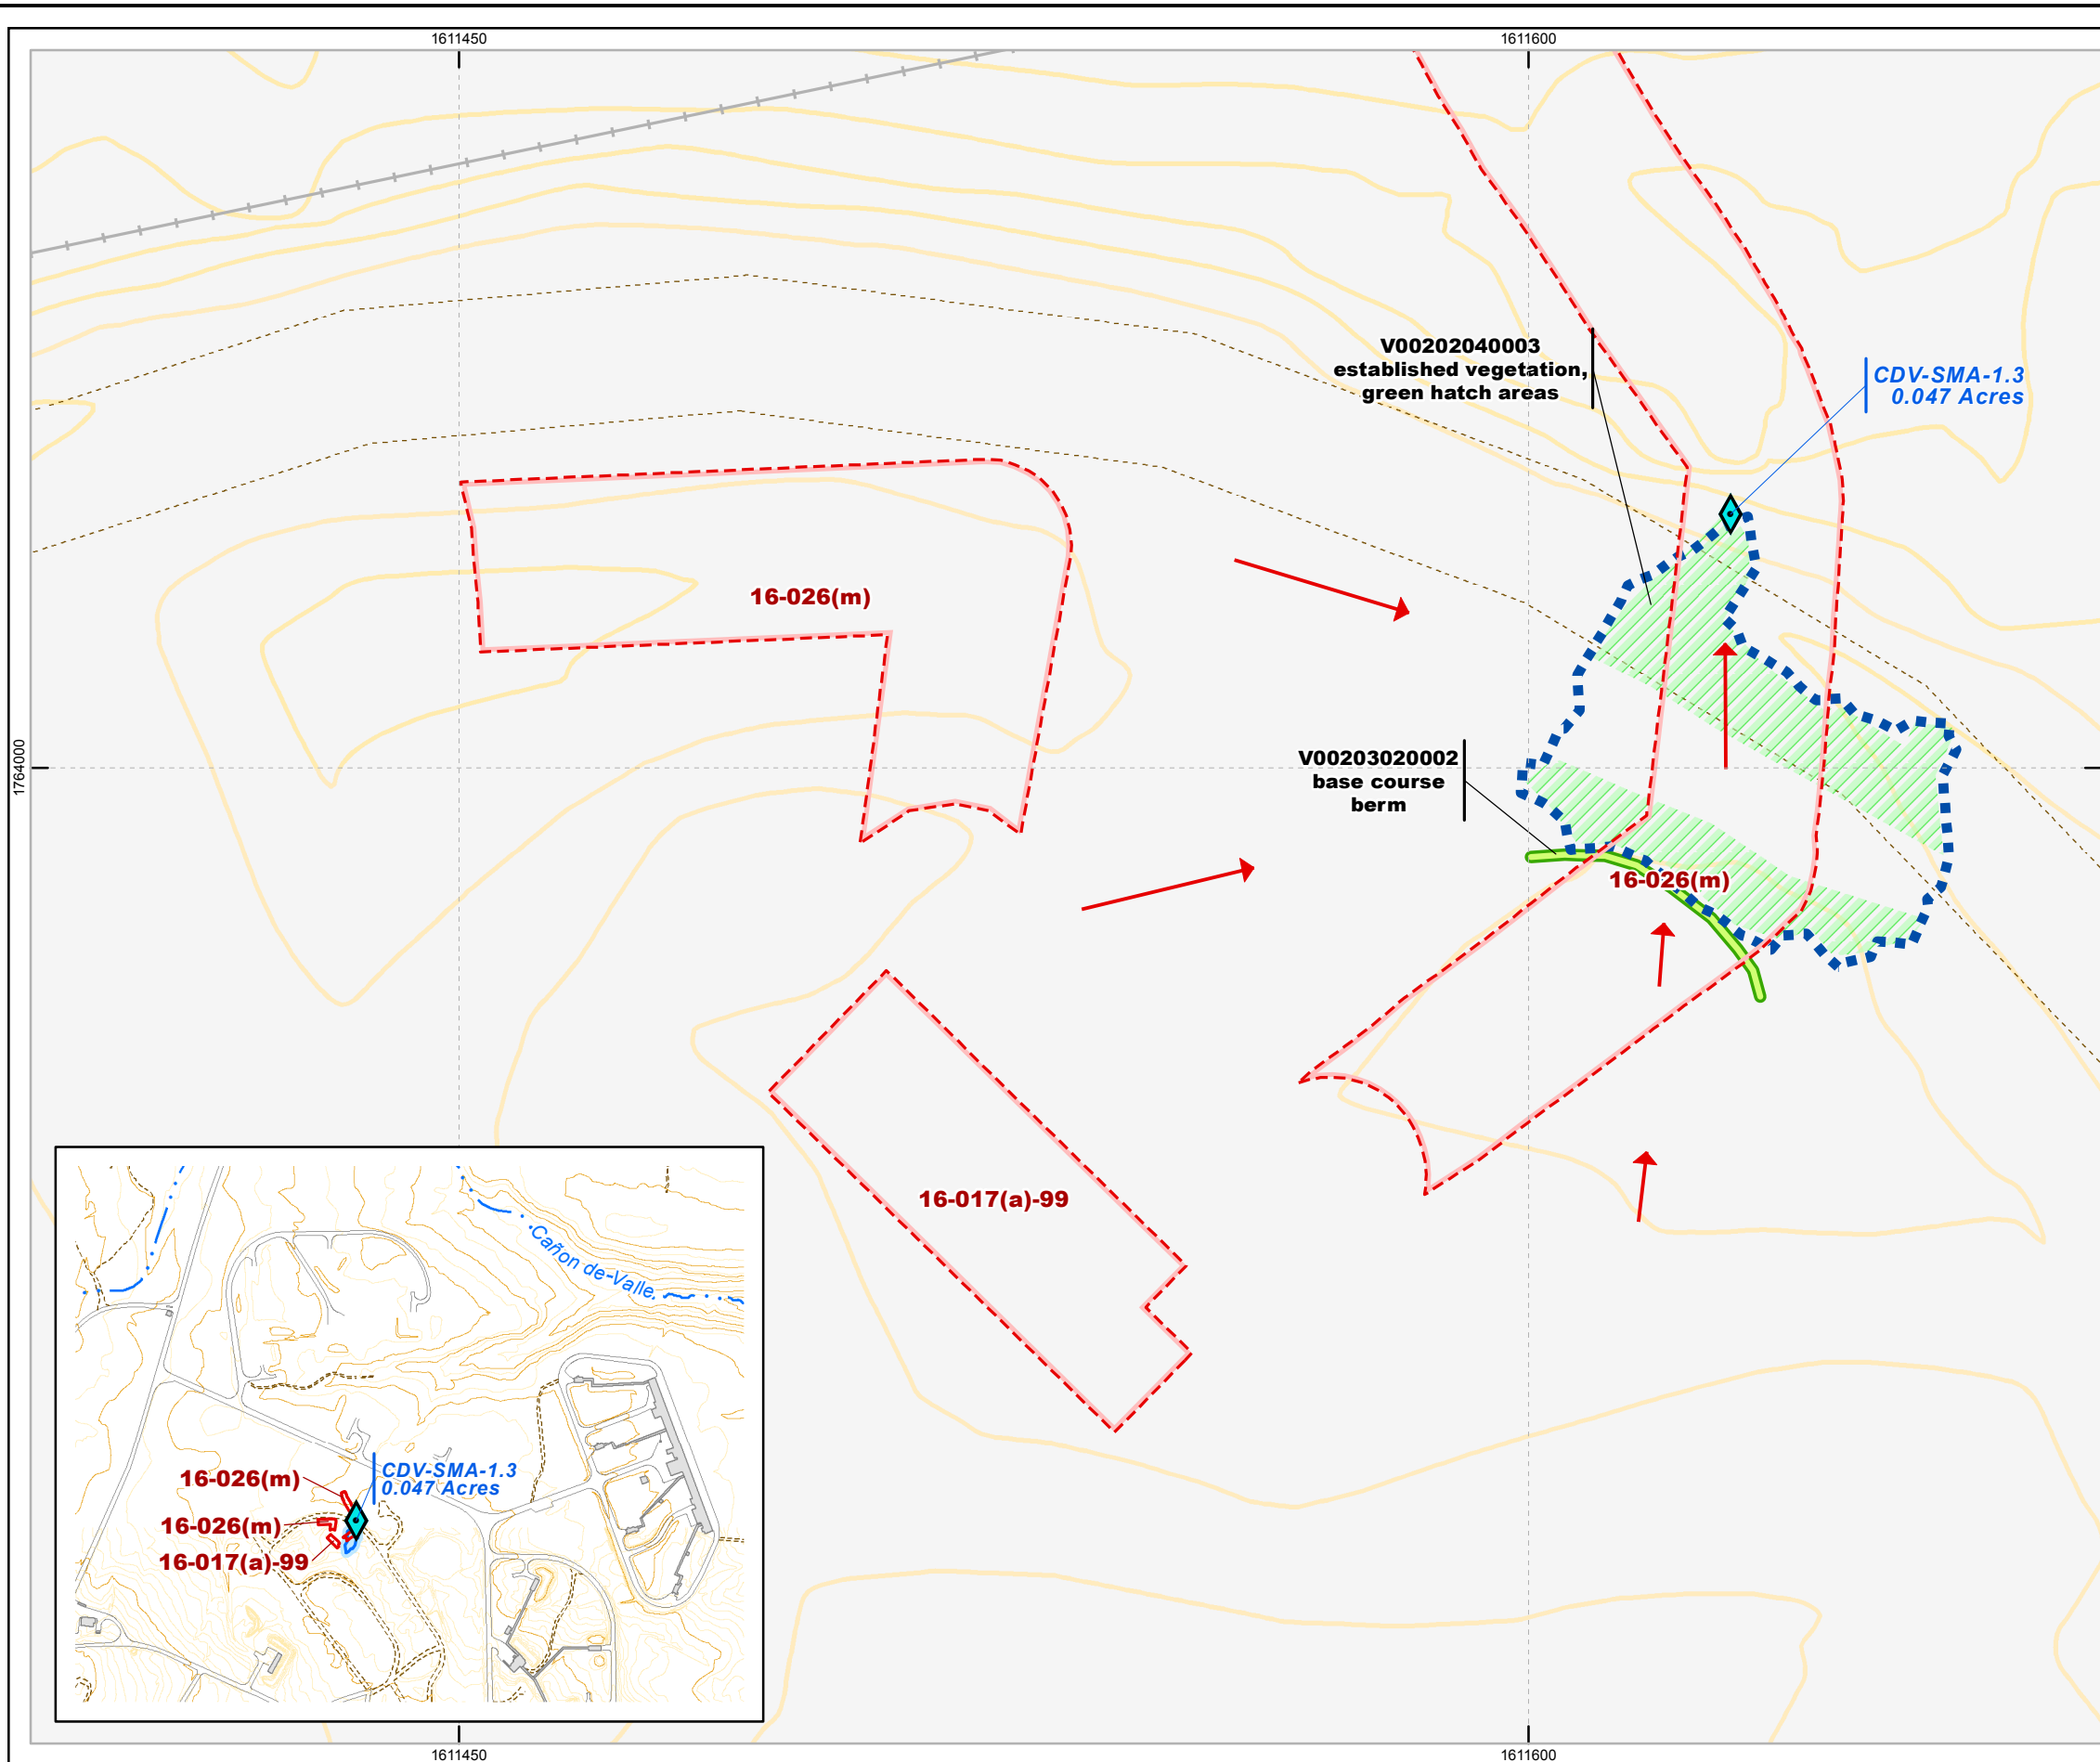 1611450
1611600
V00202040003
established vegetation,
green hatch areas
CDV-SMA-1.3
0.047 Acres
16-026(m)
1764000
V00203020002
base course
berm
16-026(m)
16-017(a)-99
Cañon de-Valle
CDV-SMA-1.3
0.047 Acres
16-026(m)
16-026(m)
16-017(a)-99
1611450
1611600